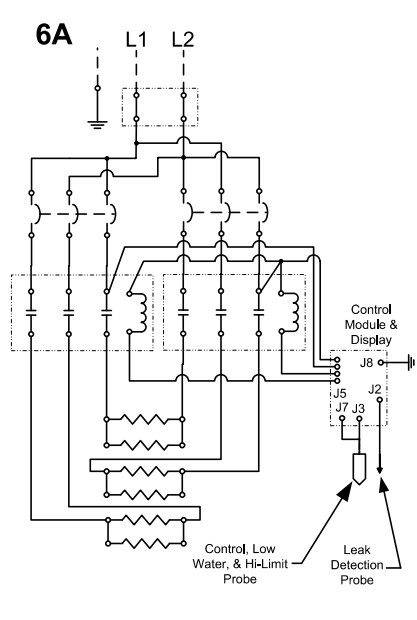 6A
L1
L2
Control
Module &
Display
J8
J5
J2
J7
J3
Control, Low
Water, & Hi-Limit
Probe
Leak
Detection
Probe